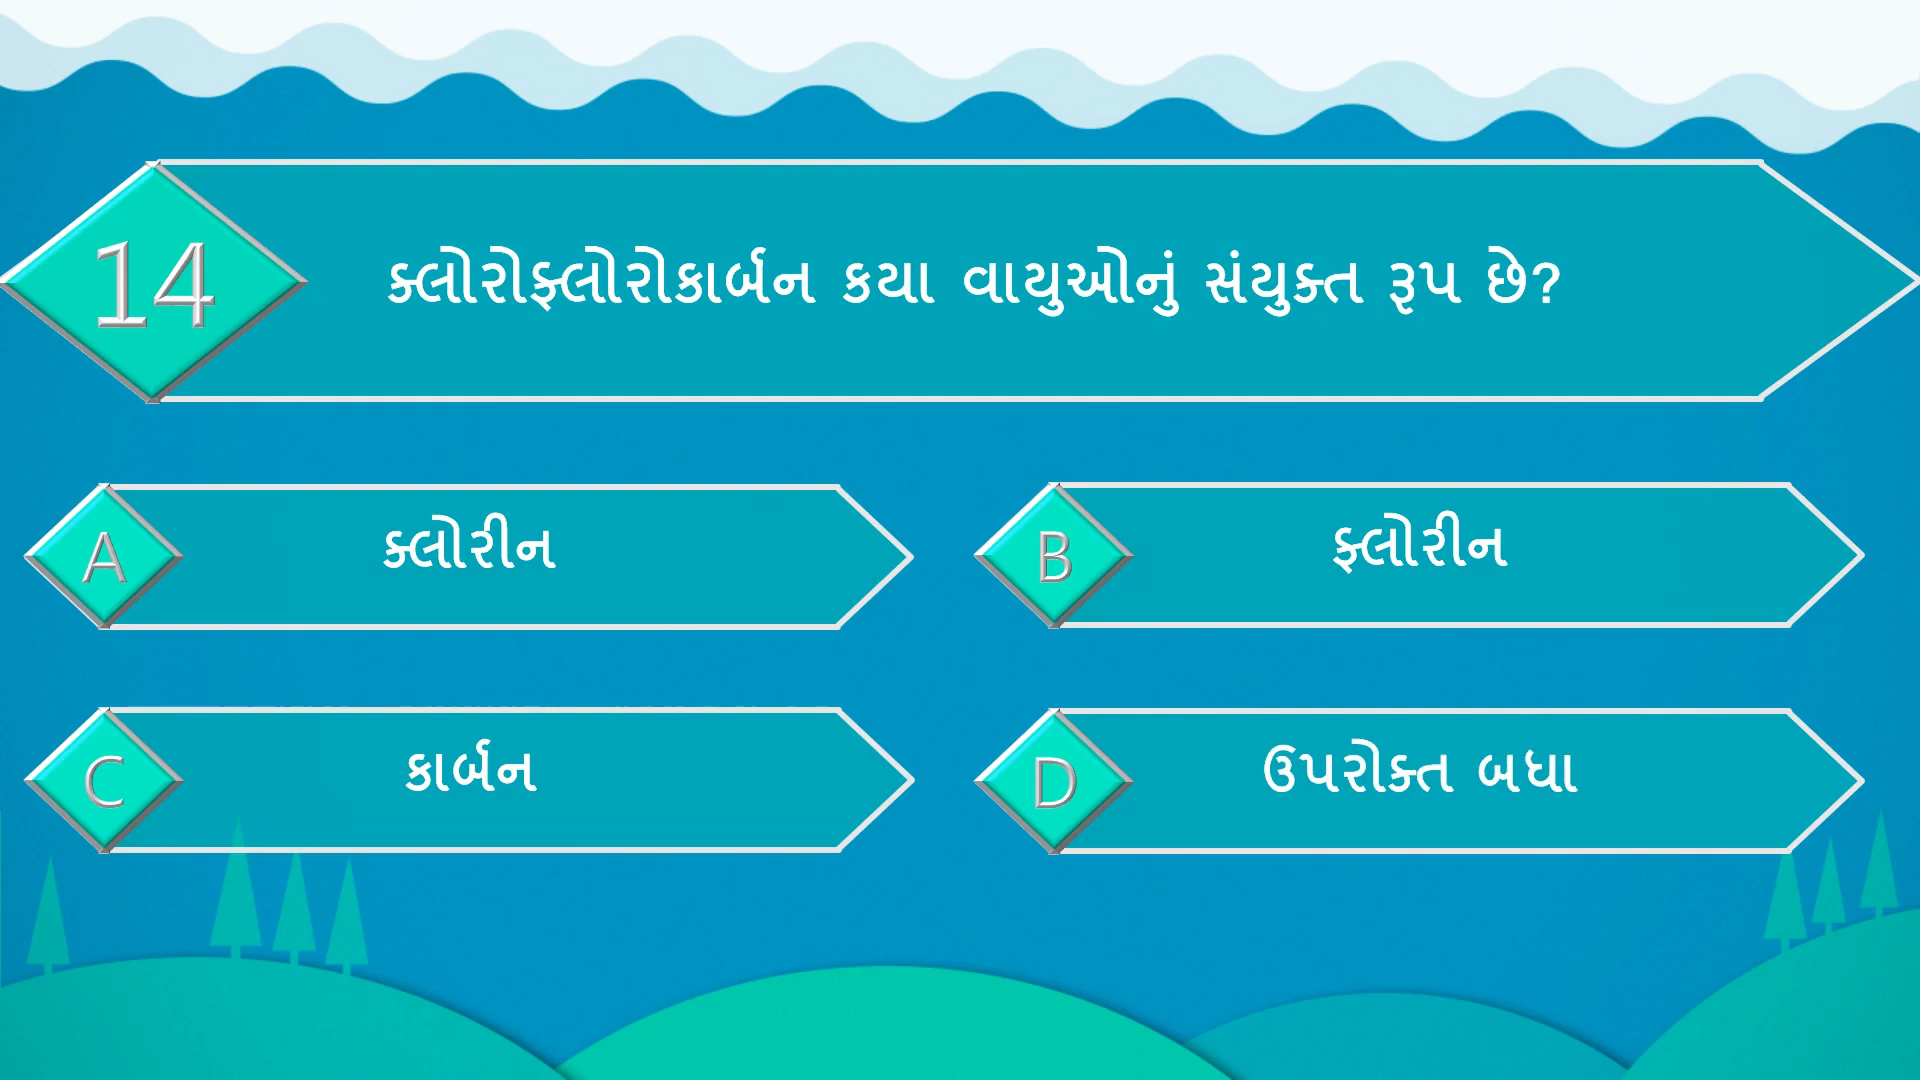 14
ક્લોરોફ્લોરોકાર્બન કયા વાયુઓનું સંયુક્ત રૂપ છે?
A
ક્લોરીન
B
ફ્લોરીન
C
કાર્બન
D
ઉપરોક્ત બધા